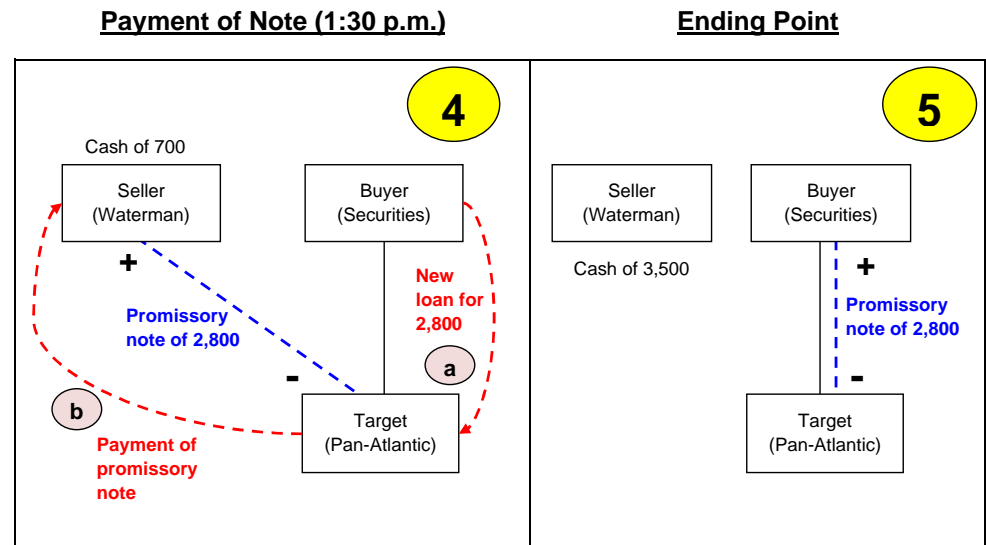 Payment of Note (1:30 p.m.)
Ending Point
4
Cash of 700
Seller
(Waterman)
Buyer
(Securities)
+
New
loan for
2,800
Promissory
note of 2,800
-
a
b
Target
(Pan-Atlantic)
Payment of
promissory
note
5
Seller
(Waterman)
Buyer
(Securities)
Cash of 3,500
+
Promissory
note of 2,800
-
Target
(Pan-Atlantic)